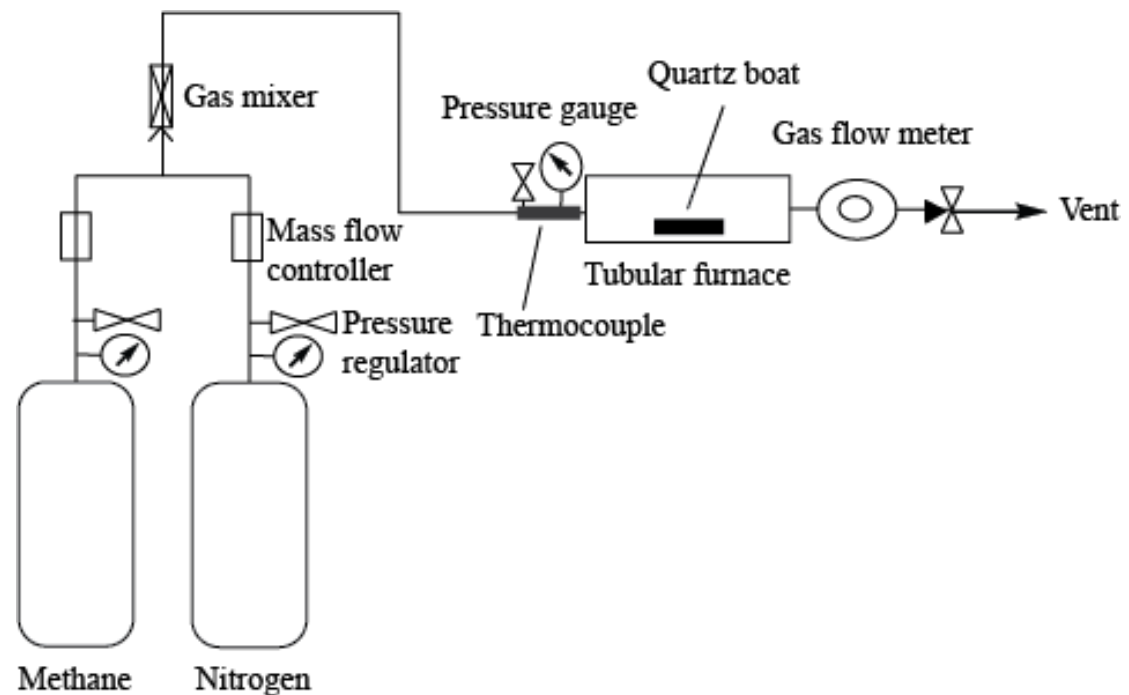 Quartz boat
Gas mixer
Pressure gauge
Gas flow meter
Vent
Mass flow
controller
Tubular furnace
Thermocouple
Pressure
regulator
Methane
Nitrogen